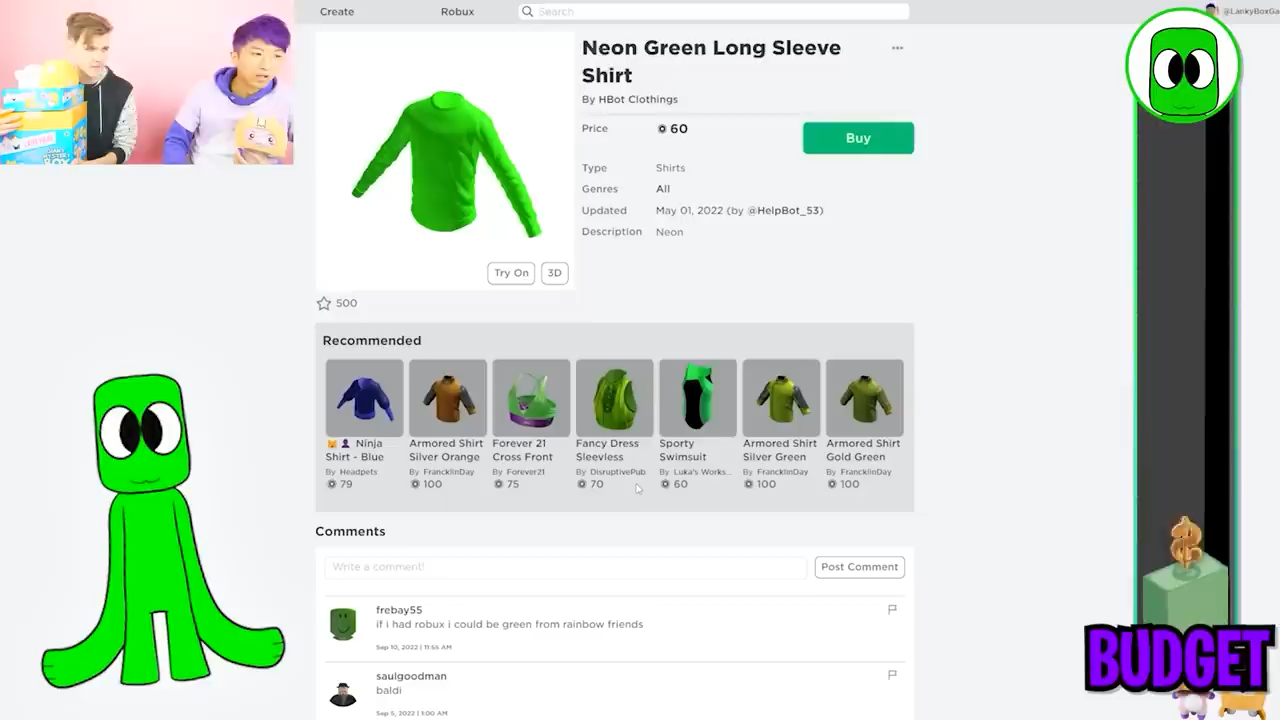 Create
Robux
Search
@LankyBoxGa
Neon Green Long Sleeve
Shirt
By HBot Clothings
Price
60
Buy
Type
Shirts
Genres
All
Updated
May 01, 2022 (by @HelpBot_53)
Description
Neon
Try On
3D
500
Recommended
Ninja
Shirt - Blue
By Headpets
79
Armored Shirt
Silver Orange
By FrancklinDay
100
Forever 21
Cross Front
By Forever21
75
Fancy Dress
Sleevless
By DisruptivePub
70
Sporty
Swimsuit
By Luka's Works...
60
Armored Shirt
Silver Green
By FrancklinDay
100
Armored Shirt
Gold Green
By FrancklinDay
100
Comments
Write a comment!
Post Comment
frebay55
if i had robux i could be green from rainbow friends
Sep 10, 2022 | 11:55 AM
saulgoodman
baldi
Sep 5, 2022 | 1:00 AM
BUDGET